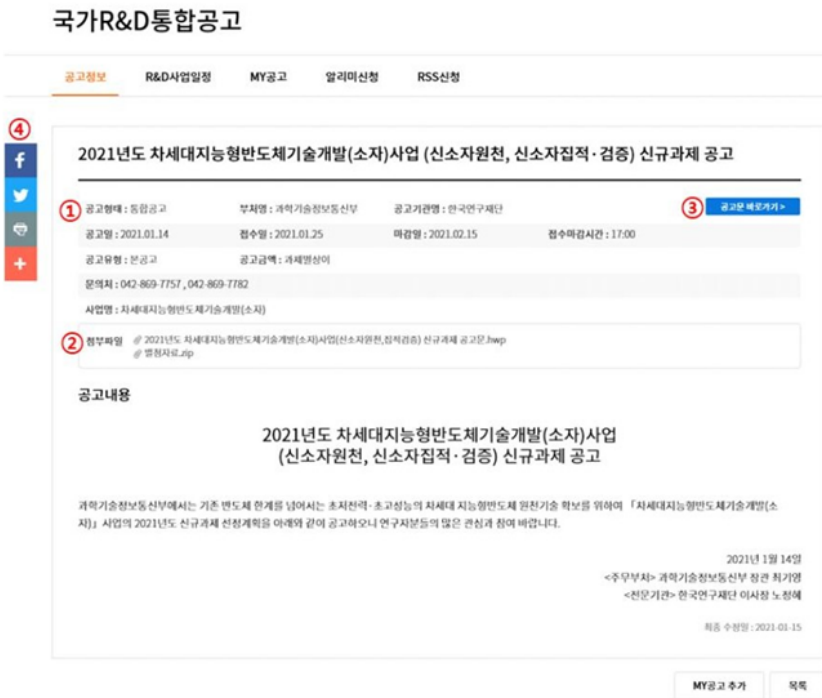 국가R&D통합공고
공고정보 R&D사업일정 MY공고 알리미신청 RSS신청
④
2021년도 차세대지능형반도체기술개발(소자)사업 (신소자원천, 신소자집적·검증) 신규과제 공고
① 공고형태 : 통합공고 부처명 : 과학기술정보통신부 공고기관명 : 한국연구재단 ③ 공고문 바로가기 >
공고일 : 2021.01.14 접수일 : 2021.01.25 마감일 : 2021.02.15 접수마감시간 : 17:00
공고유형 : 본공고 공고금액 : 과제별상이
문의처 : 042-869-7757 , 042-869-7782
사업명 : 차세대지능형반도체기술개발(소자)
② 첨부파일 2021년도 차세대지능형반도체기술개발(소자)사업(신소자원천,집적검증) 신규과제 공고문.hwp
별첨자료.zip
공고내용
2021년도 차세대지능형반도체기술개발(소자)사업
(신소자원천, 신소자집적·검증) 신규과제 공고
과학기술정보통신부에서는 기존 반도체 한계를 넘어서는 초저전력·초고성능의 차세대 지능형반도체 원천기술 확보를 위하여 「차세대지능형반도체기술개발(소
자)」 사업의 2021년도 신규과제 선정계획을 아래와 같이 공고하오니 연구자분들의 많은 관심과 참여 바랍니다.
2021년 1월 14일
<주무부처> 과학기술정보통신부 장관 최기영
<전문기관> 한국연구재단 이사장 노정혜
최종 수정일 : 2021-01-15
MY공고 추가 목록